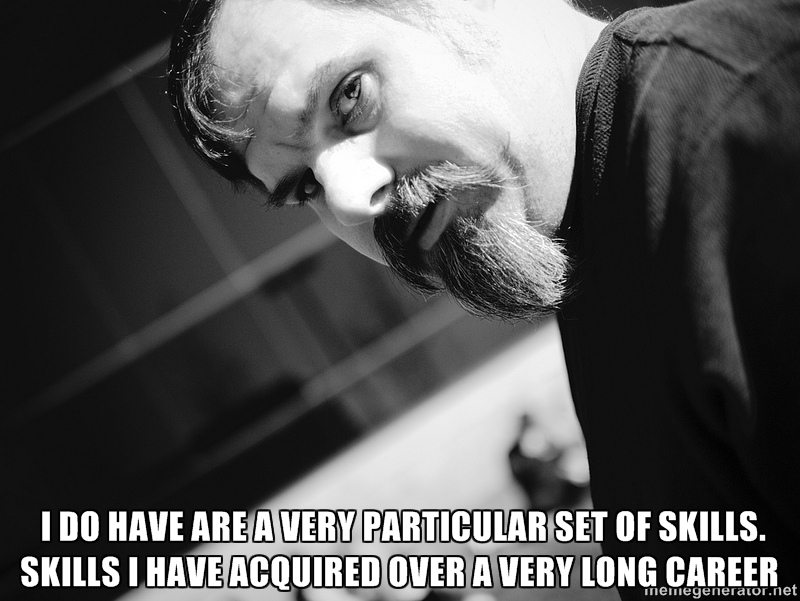 I DO HAVE ARE A VERY PARTICULAR SET OF SKILLS.
SKILLS I HAVE ACQUIRED OVER A VERY LONG CAREER
memegenerator.net